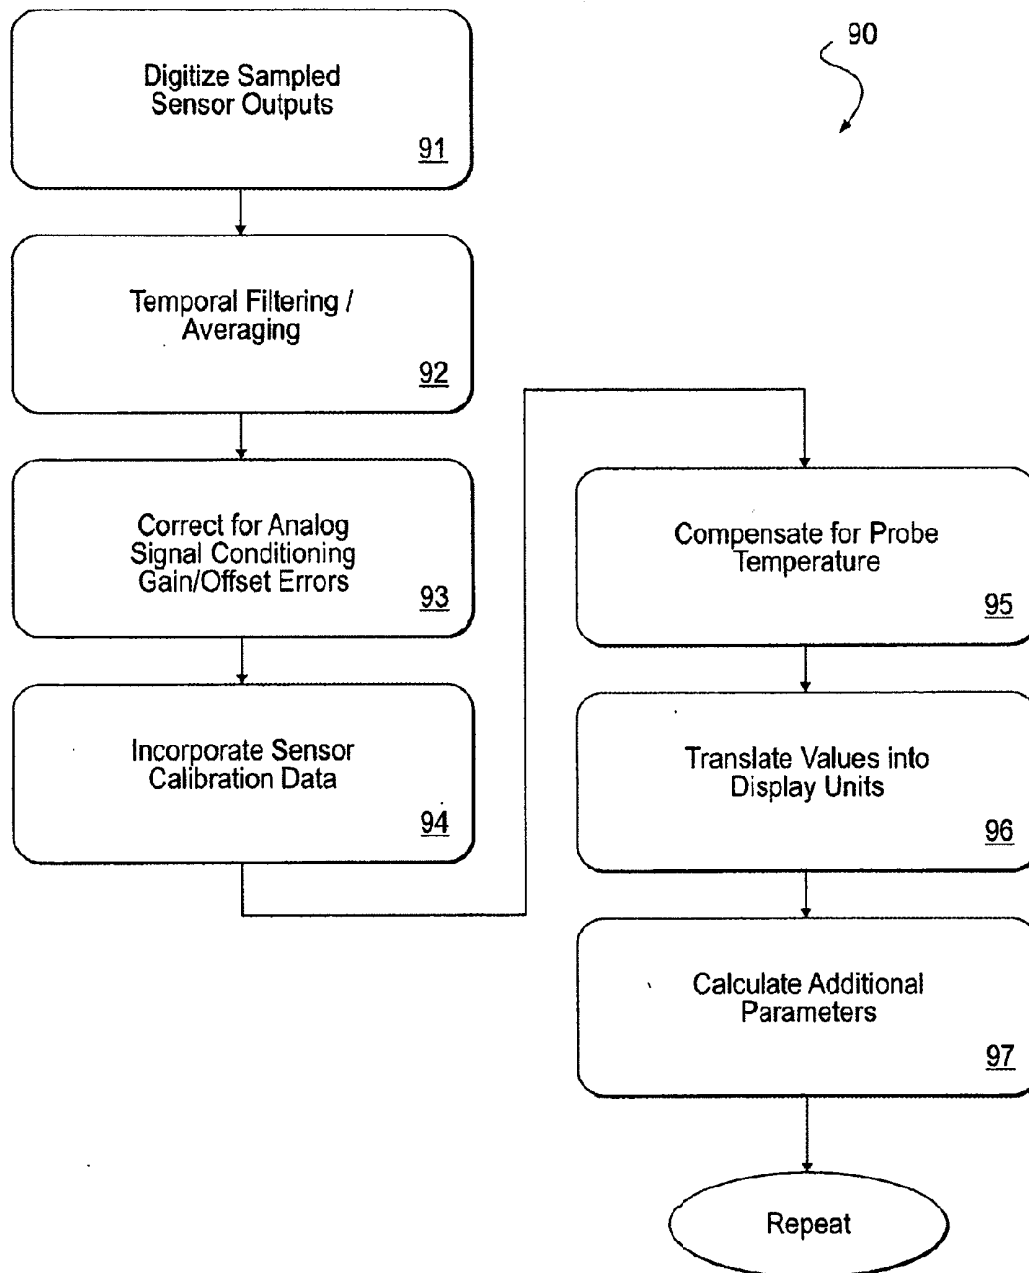 90
Digitize Sampled
Sensor Outputs
91
Temporal Filtering /
Averaging
92
Correct for Analog
Signal Conditioning
Gain/Offset Errors
93
Incorporate Sensor
Calibration Data
94
Compensate for Probe
Temperature
95
Translate Values into
Display Units
96
Calculate Additional
Parameters
97
Repeat